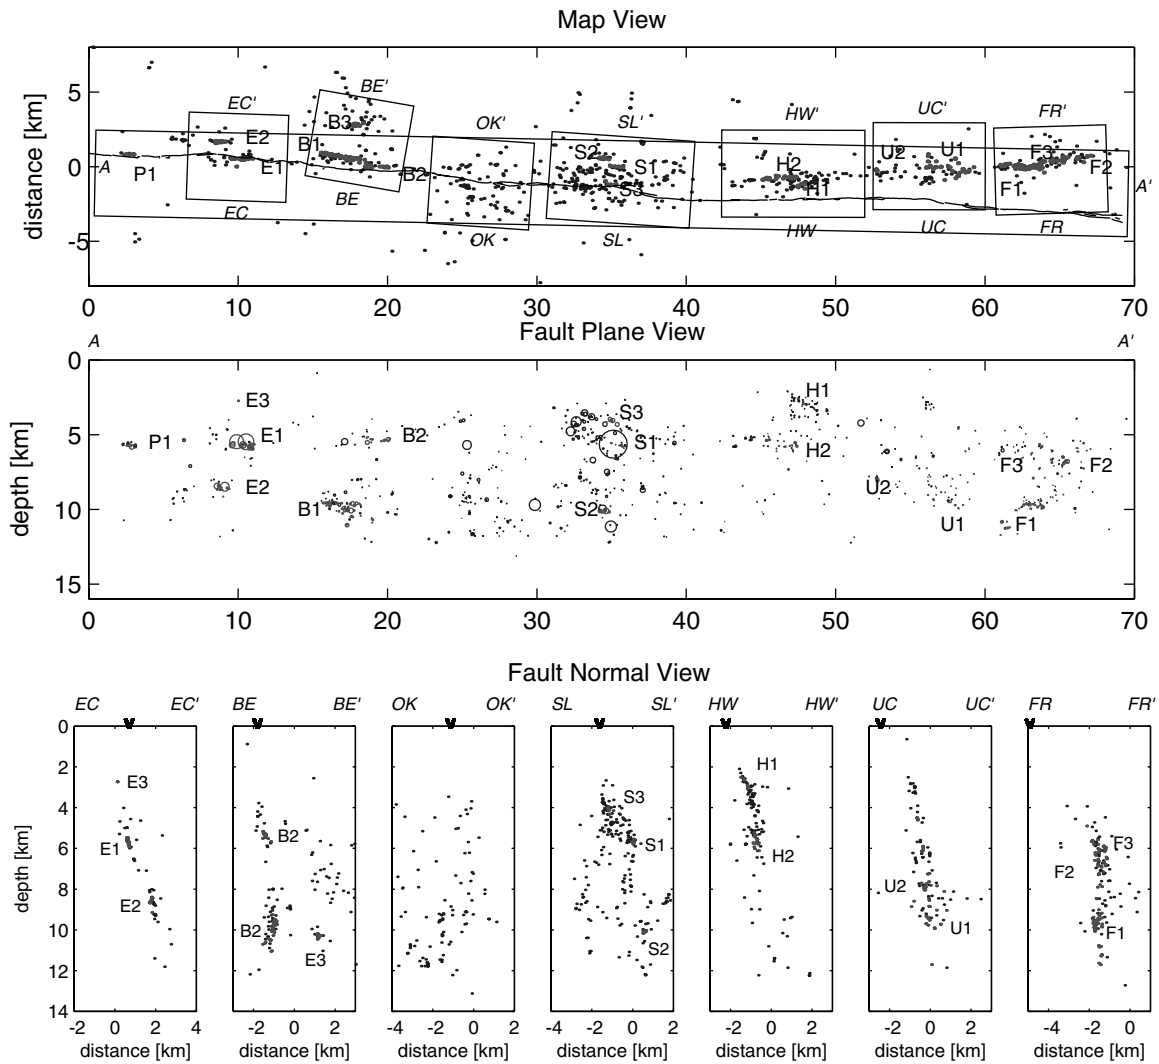 Map View
distance [km]
5
0
-5
EC'
BE'
OK'
SL'
HW'
UC'
FR'
A
P1
E2
E1
B3
B1
B2
S2
S1
S3
H2
H1
U2
U1
F3
F2
F1
A'
EC
BE
OK
SL
HW
UC
FR
0 10 20 30 40 50 60 70
Fault Plane View
A
A'
depth [km]
0
5
10
15
E3
P1
E1
E2
B2
B1
S3
S1
S2
H1
H2
U2
U1
F3
F2
F1
0 10 20 30 40 50 60 70
Fault Normal View
EC EC' BE BE' OK OK' SL SL' HW HW' UC UC' FR FR'
depth [km]
0
2
4
6
8
10
12
14
E3
E1
E2
B2
B2
E3
S3
S1
S2
H1
H2
U2
U1
F3
F2
F1
-2 0 2 4
-2 0 2
-4 -2 0 2
-4 -2 0 2
-2 0 2 4
-2 0 2
-4 -2 0
distance [km] distance [km] distance [km] distance [km] distance [km] distance [km] distance [km]